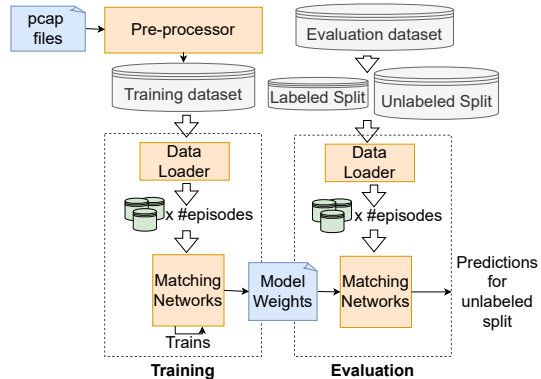 pcap
files
Pre-processor
Training dataset
Data
Loader
x #episodes
Matching
Networks
Trains
Training
Model
Weights
Evaluation dataset
Labeled Split
Unlabeled Split
Data
Loader
x #episodes
Matching
Networks
Evaluation
Predictions
for
unlabeled
split